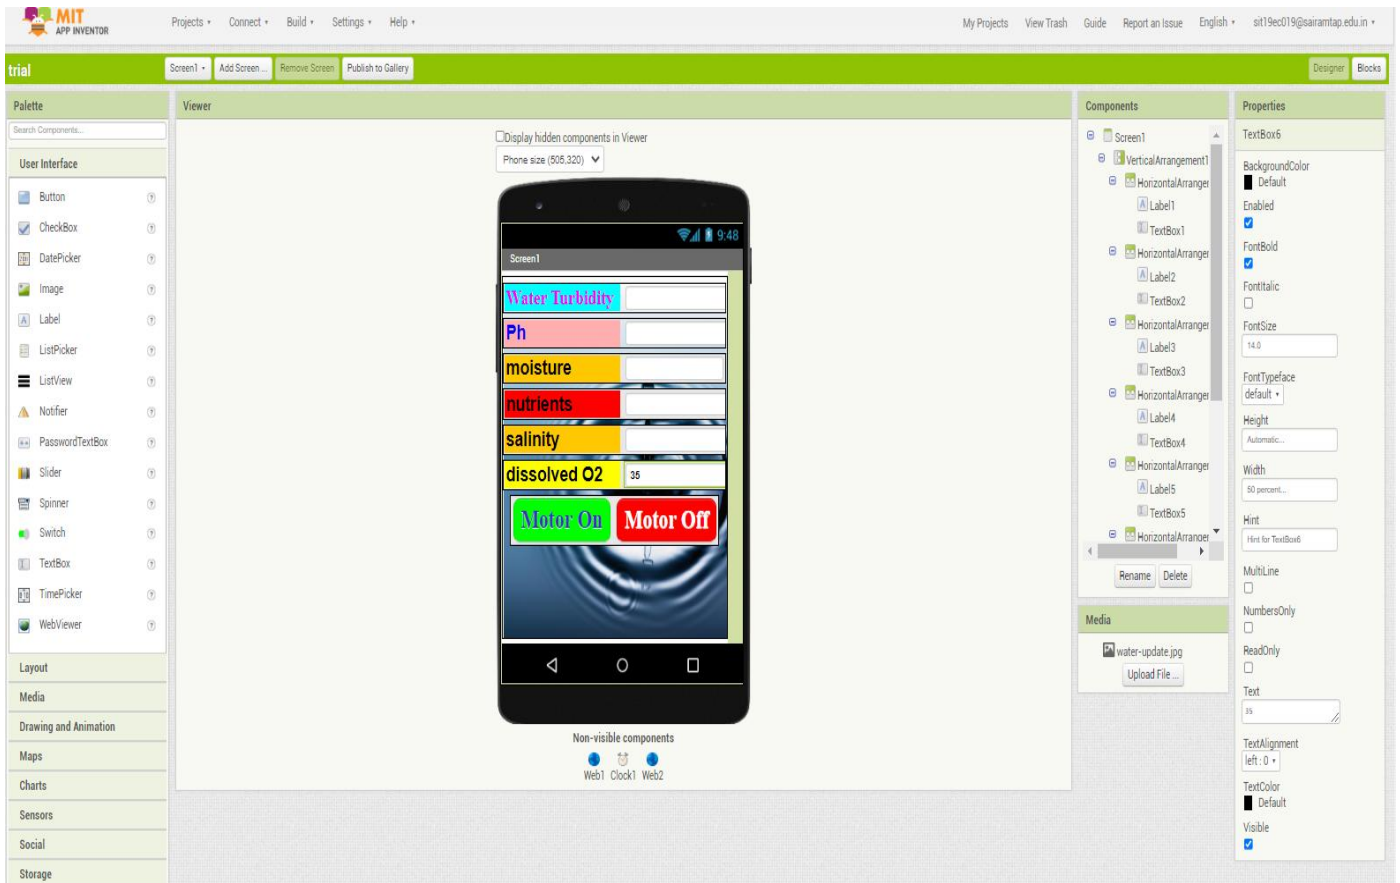 MIT
APP INVENTOR
Projects
Connect
Build
Settings
Help
My Projects
View Trash
Guide
Report an Issue
English
sit19ec019@sairamtap.edu.in
trial
Screen1
Add Screen ...
Remove Screen
Publish to Gallery
Designer
Blocks
Palette
Search Components...
User Interface
Button
CheckBox
DatePicker
Image
Label
ListPicker
ListView
Notifier
PasswordTextBox
Slider
Spinner
Switch
TextBox
TimePicker
WebViewer
Layout
Media
Drawing and Animation
Maps
Charts
Sensors
Social
Storage
Viewer
Display hidden components in Viewer
Phone size (505,320)
9:48
Screen1
Water Turbidity
Ph
moisture
nutrients
salinity
dissolved O2 35
Motor On Motor Off
Non-visible components
Web1 Clock1 Web2
Components
Screen1
VerticalArrangement1
HorizontalArranger
Label1
TextBox1
HorizontalArranger
Label2
TextBox2
HorizontalArranger
Label3
TextBox3
HorizontalArranger
Label4
TextBox4
HorizontalArranger
Label5
TextBox5
HorizontalArranger
Rename Delete
Media
water-update.jpg
Upload File ...
Properties
TextBox6
BackgroundColor
Default
Enabled
FontBold
FontItalic
FontSize
14.0
FontTypeface
default
Height
Automatic...
Width
50 percent...
Hint
Hint for TextBox6
MultiLine
NumbersOnly
ReadOnly
Text
35
TextAlignment
left : 0
TextColor
Default
Visible